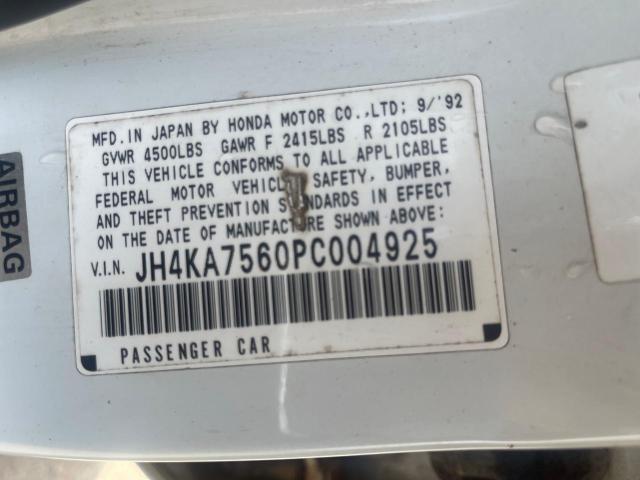 MFD. IN JAPAN BY HONDA MOTOR CO., LTD; 9/'92
GVWR 4500LBS GAWR F 2415LBS R 2105LBS
THIS VEHICLE CONFORMS TO ALL APPLICABLE
FEDERAL MOTOR VEHICLE SAFETY, BUMPER,
AND THEFT PREVENTION STANDARDS IN EFFECT
ON THE DATE OF MANUFACTURE SHOWN ABOVE:
V.I.N. JH4KA7560PC004925
PASSENGER CAR
AIRBAG